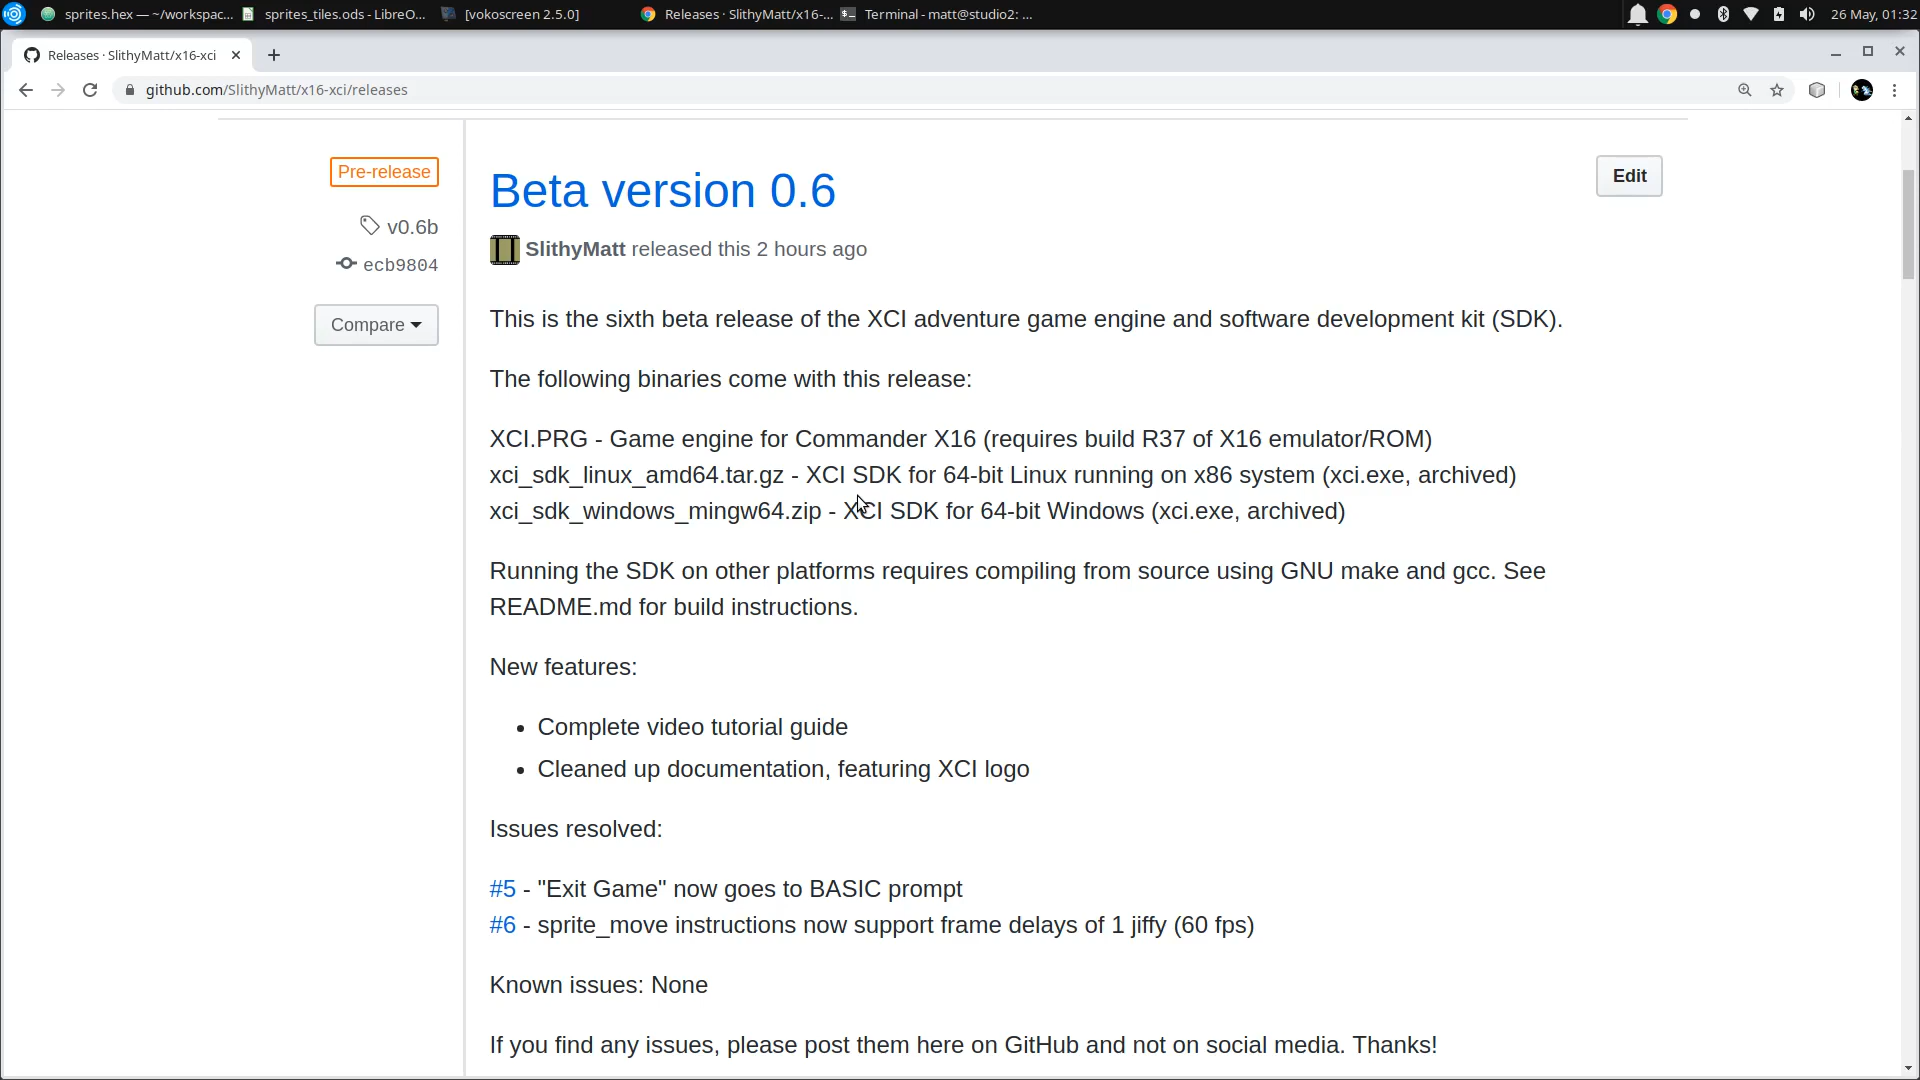 sprites.hex — ~/workspac...
sprites_tiles.ods - LibreO...
[vokoscreen 2.5.0]
Releases · SlithyMatt/x16-...
Terminal - matt@studio2: ...
26 May, 01:32
Releases · SlithyMatt/x16-xci
github.com/SlithyMatt/x16-xci/releases
Pre-release
v0.6b
ecb9804
Compare
Beta version 0.6
Edit
SlithyMatt released this 2 hours ago
This is the sixth beta release of the XCI adventure game engine and software development kit (SDK).
The following binaries come with this release:
XCI.PRG - Game engine for Commander X16 (requires build R37 of X16 emulator/ROM)
xci_sdk_linux_amd64.tar.gz - XCI SDK for 64-bit Linux running on x86 system (xci.exe, archived)
xci_sdk_windows_mingw64.zip - XCI SDK for 64-bit Windows (xci.exe, archived)
Running the SDK on other platforms requires compiling from source using GNU make and gcc. See
README.md for build instructions.
New features:
• Complete video tutorial guide
• Cleaned up documentation, featuring XCI logo
Issues resolved:
#5 - "Exit Game" now goes to BASIC prompt
#6 - sprite_move instructions now support frame delays of 1 jiffy (60 fps)
Known issues: None
If you find any issues, please post them here on GitHub and not on social media. Thanks!